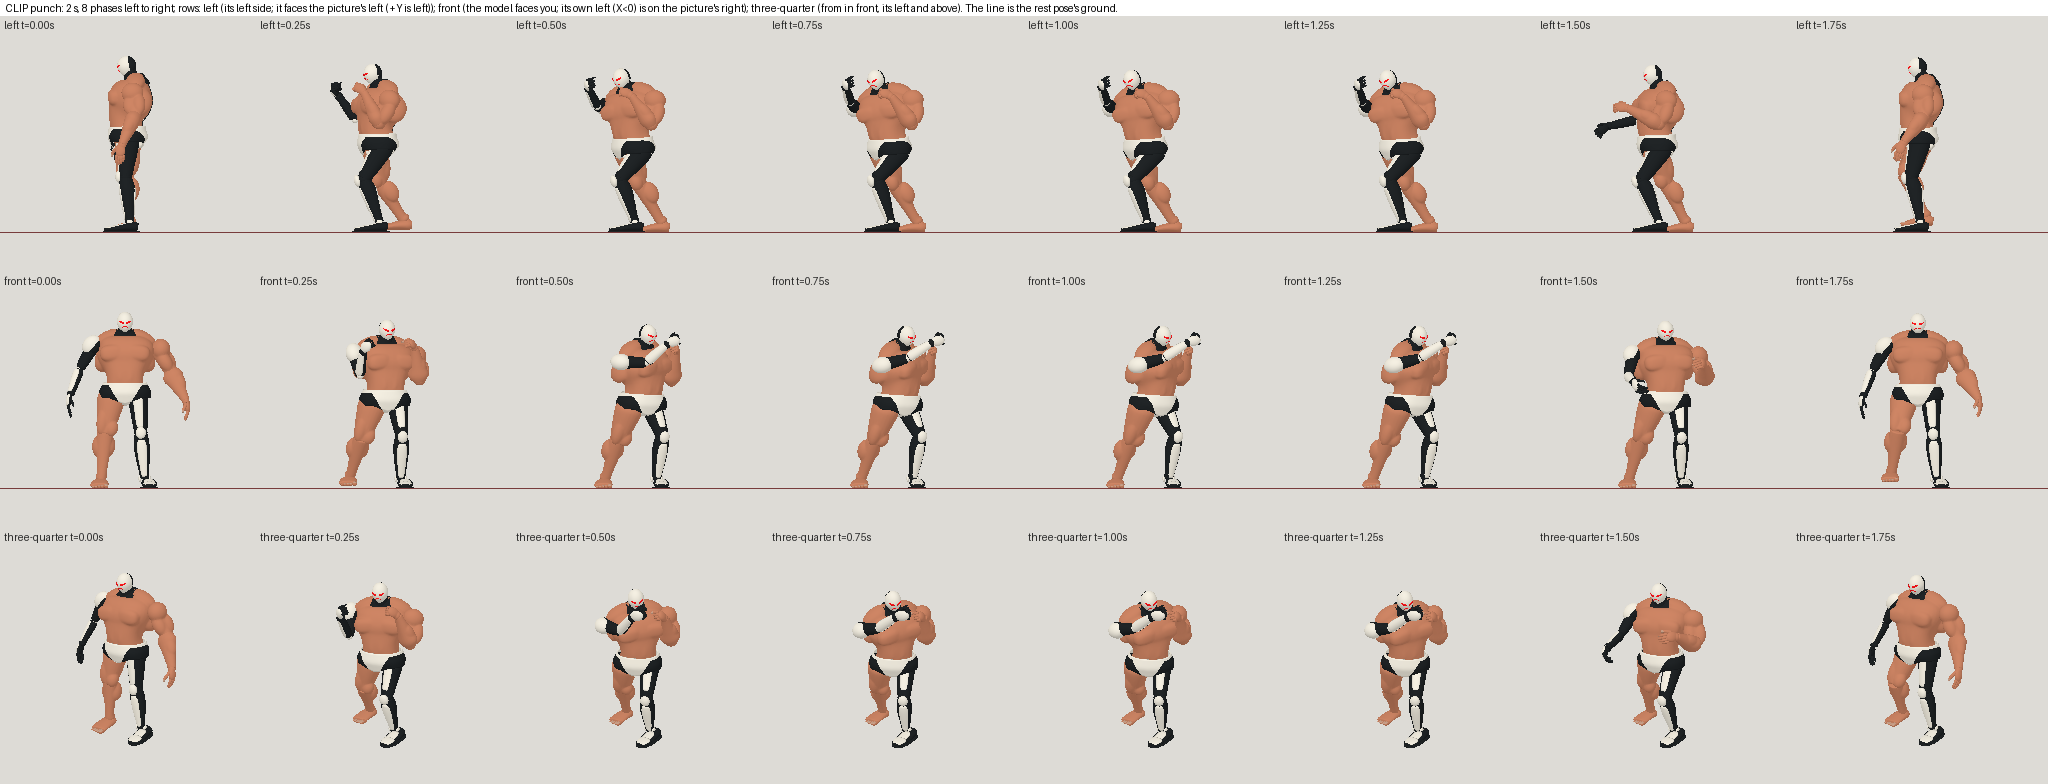 CLIP punch: 2 s, 8 phases left to right; rows: left (its left side; it faces the picture's left (+Y is left)); front (the model faces you; its own left (X<0) is on the picture's right); three-quarter (from in front, its left and above). The line is the rest pose's ground.
left t=0.00s left t=0.25s left t=0.50s left t=0.75s left t=1.00s left t=1.25s left t=1.50s left t=1.75s
front t=0.00s front t=0.25s front t=0.50s front t=0.75s front t=1.00s front t=1.25s front t=1.50s front t=1.75s
three-quarter t=0.00s three-quarter t=0.25s three-quarter t=0.50s three-quarter t=0.75s three-quarter t=1.00s three-quarter t=1.25s three-quarter t=1.50s three-quarter t=1.75s